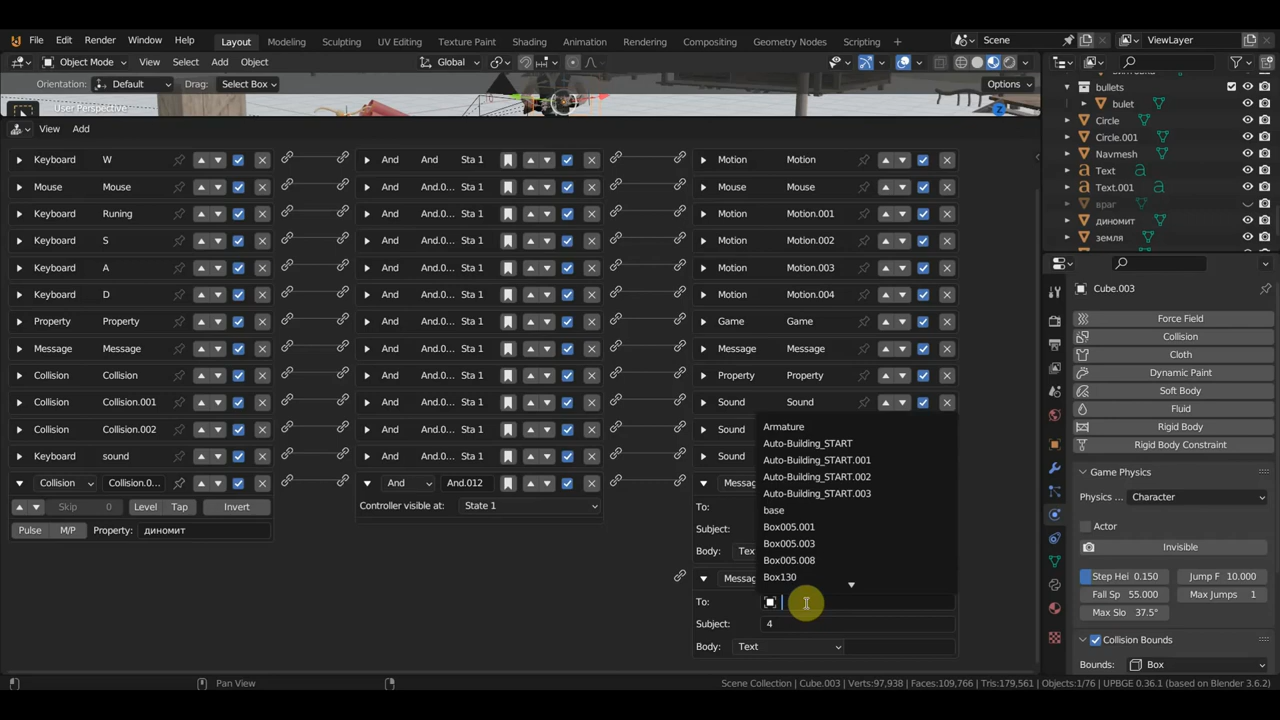 File Edit Render Window Help Layout Modeling Sculpting UV Editing Texture Paint Shading Animation Rendering Compositing Geometry Nodes Scripting + Scene ViewLayer
Object Mode View Select Add Object Global
Orientation: Default Drag: Select Box Options
User Perspective Z
bullets
bulet
Circle
Circle.001
Navmesh
Text
Text.001
враг
диномит
земля
View Add
Keyboard W And And Sta 1 Motion Motion
Mouse Mouse And And.0... Sta 1 Mouse Mouse
Keyboard Runing And And.0... Sta 1 Motion Motion.001
Keyboard S And And.0... Sta 1 Motion Motion.002
Keyboard A And And.0... Sta 1 Motion Motion.003
Keyboard D And And.0... Sta 1 Motion Motion.004
Property Property And And.0... Sta 1 Game Game
Message Message And And.0... Sta 1 Message Message
Collision Collision And And.0... Sta 1 Property Property
Collision Collision.001 And And.0... Sta 1 Sound Sound
Collision Collision.002 And And.0... Sta 1 Sound
Keyboard sound And And.0... Sta 1 Sound
Collision Collision.0... And And.012 Messag
Skip 0 Level Tap Invert Controller visible at: State 1 To:
Pulse M/P Property: диномит Subject:
Body: Tex
Messag
To:
Subject: 4
Body: Text
Armature
Auto-Building_START
Auto-Building_START.001
Auto-Building_START.002
Auto-Building_START.003
base
Box005.001
Box005.003
Box005.008
Box130
Cube.003
Force Field
Collision
Cloth
Dynamic Paint
Soft Body
Fluid
Rigid Body
Rigid Body Constraint
Game Physics
Physics ... Character
Actor
Invisible
Step Hei 0.150 Jump F 10.000
Fall Sp 55.000 Max Jumps 1
Max Slo 37.5°
Collision Bounds
Bounds: Box
Pan View Scene Collection | Cube.003 | Verts:97,938 | Faces:109,766 | Tris:179,561 | Objects:1/76 | UPBGE 0.36.1 (based on Blender 3.6.2)